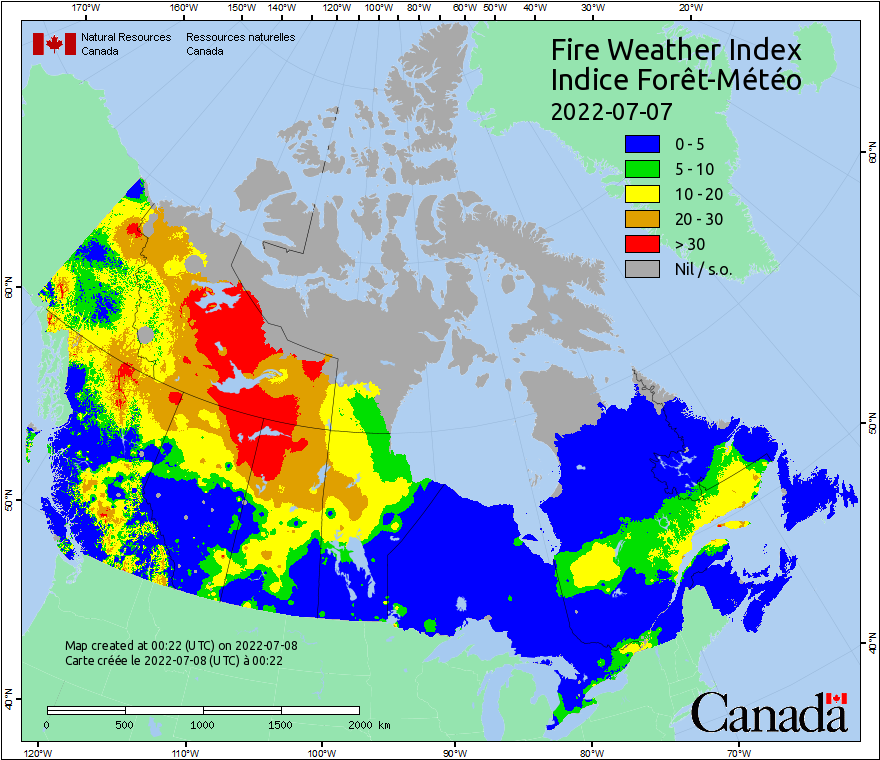 170°W 160°W 150°W 140°W 130°W 120°W 110°W 100°W 90°W 80°W 70°W 60°W 50°W 40°W 30°W 20°W
Natural Resources Ressources naturelles
Canada Canada
Fire Weather Index
Indice Forêt-Météo
2022-07-07
0 - 5
5 - 10
10 - 20
20 - 30
> 30
Nil / s.o.
60°N
60°N
50°N
50°N
40°N
40°N
Map created at 00:22 (UTC) on 2022-07-08
Carte créée le 2022-07-08 (UTC) à 00:22
0 500 1000 1500 2000 km
Canada
120°W 110°W 100°W 90°W 80°W 70°W